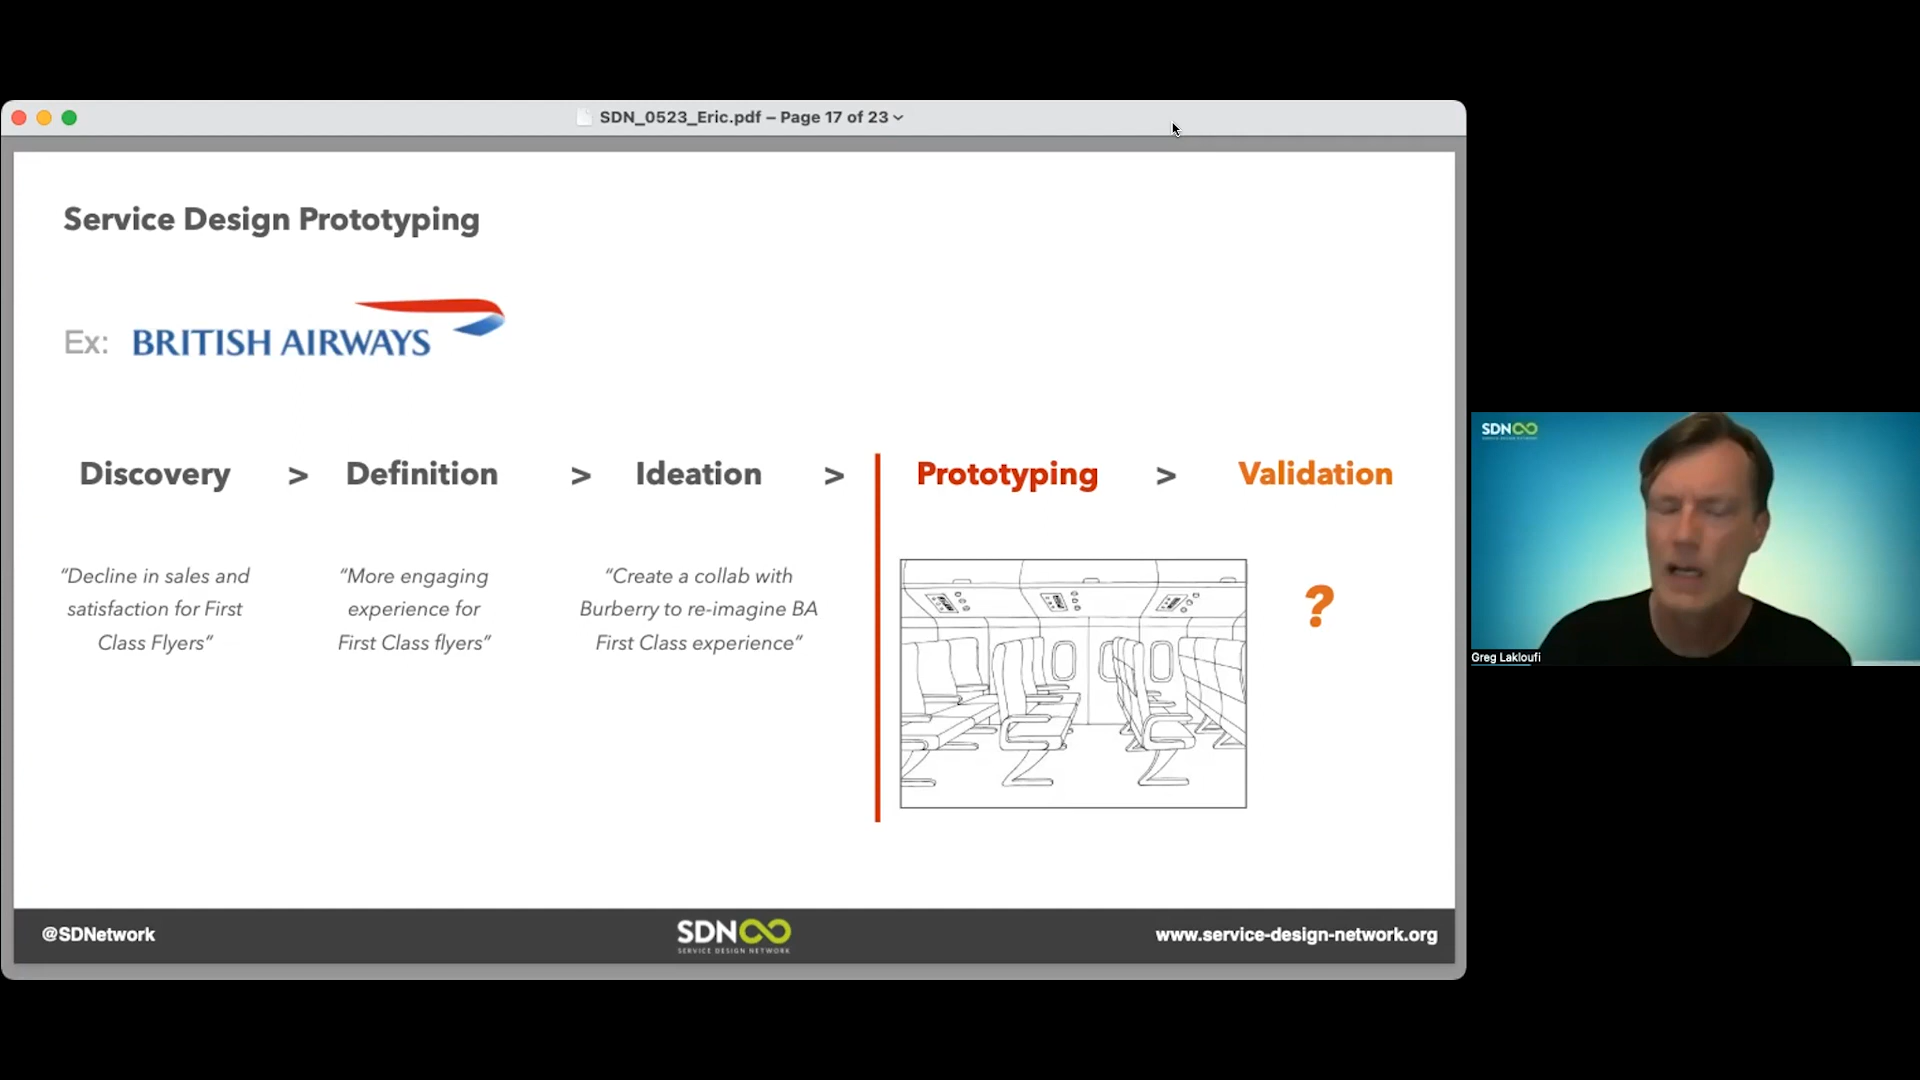 SDN_0523_Eric.pdf – Page 17 of 23
Service Design Prototyping
Ex: BRITISH AIRWAYS
Discovery > Definition > Ideation > Prototyping > Validation
“Decline in sales and
satisfaction for First
Class Flyers”
“More engaging
experience for
First Class flyers”
“Create a collab with
Burberry to re-imagine BA
First Class experience”
?
@SDNetwork
SDN
SERVICE DESIGN NETWORK
www.service-design-network.org
SDN
SERVICE DESIGN NETWORK
Greg Lakloufi